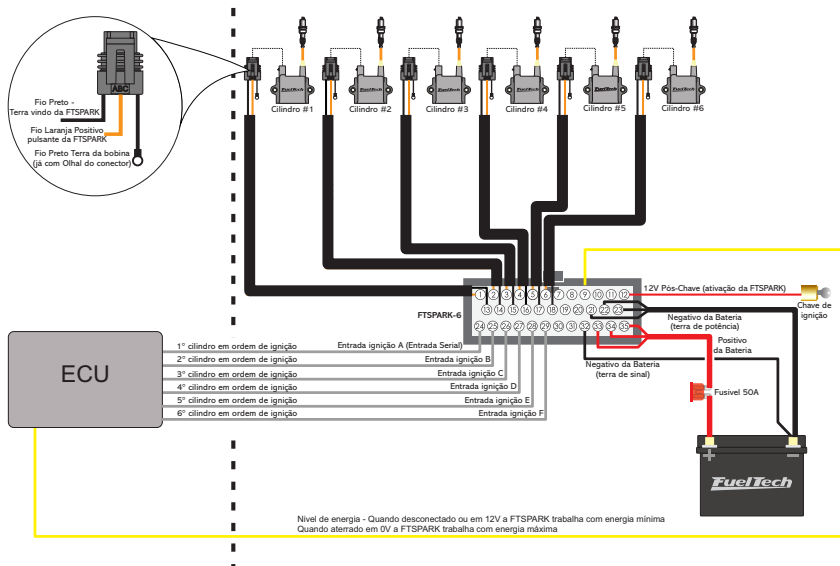 ABC
Fio Preto -
Terra vindo da FTSPARK
Fio Laranja Positivo
pulsante da FTSPARK
Fio Preto Terra da bobina
(já com Olhal do conector)
FuelTech
FuelTech
FuelTech
FuelTech
FuelTech
FuelTech
Cilindro #1
Cilindro #2
Cilindro #3
Cilindro #4
Cilindro #5
Cilindro #6
1 2 3 4 5 6 7 8 9 10 11 12
13 14 15 16 17 18 19 20 21 22 23
24 25 26 27 28 29 30 31 32 33 34 35
FTSPARK-6
12V Pós-Chave (ativação da FTSPARK)
Chave de
ignição
Negativo da Bateria
(terra de potência)
Positivo
da Bateria
Negativo da Bateria
(terra de sinal)
Fusivel 50A
ECU
1° cilindro em ordem de ignição
Entrada ignição A (Entrada Serial)
2° cilindro em ordem de ignição
Entrada ignição B
3° cilindro em ordem de ignição
Entrada ignição C
4° cilindro em ordem de ignição
Entrada ignição D
5° cilindro em ordem de ignição
Entrada ignição E
6° cilindro em ordem de ignição
Entrada ignição F
+ −
FuelTech
Nivel de energia - Quando desconectado ou em 12V a FTSPARK trabalha com energia mínima
Quando aterrado em 0V a FTSPARK trabalha com energia máxima